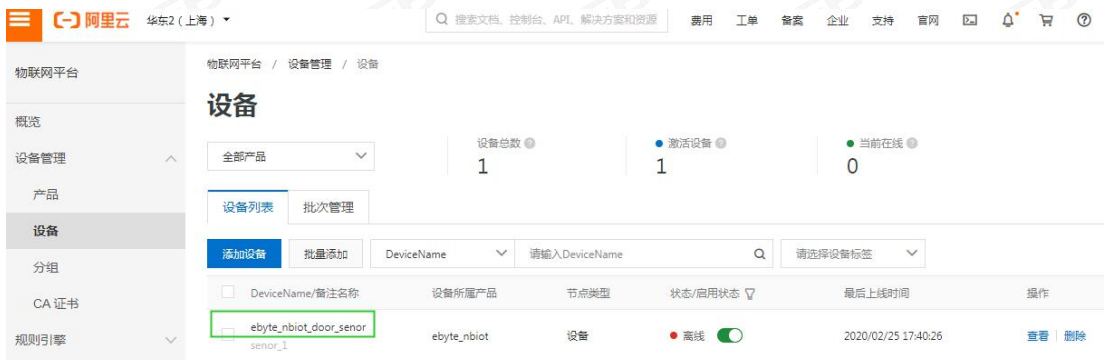 阿里云 华东2（上海） 搜索文档、控制台、API、解决方案和资源 费用 工单 备案 企业 支持 官网
物联网平台
概览
设备管理
产品
设备
分组
CA 证书
规则引擎
物联网平台 / 设备管理 / 设备
设备
全部产品
设备总数
1
激活设备
1
当前在线
0
设备列表 批次管理
添加设备 批量添加 DeviceName 请输入DeviceName 请选择设备标签
DeviceName/备注名称 设备所属产品 节点类型 状态/启用状态 最后上线时间 操作
ebyte_nbiot_door_senor ebyte_nbiot 设备 离线 2020/02/25 17:40:26 查看 删除
senor_1